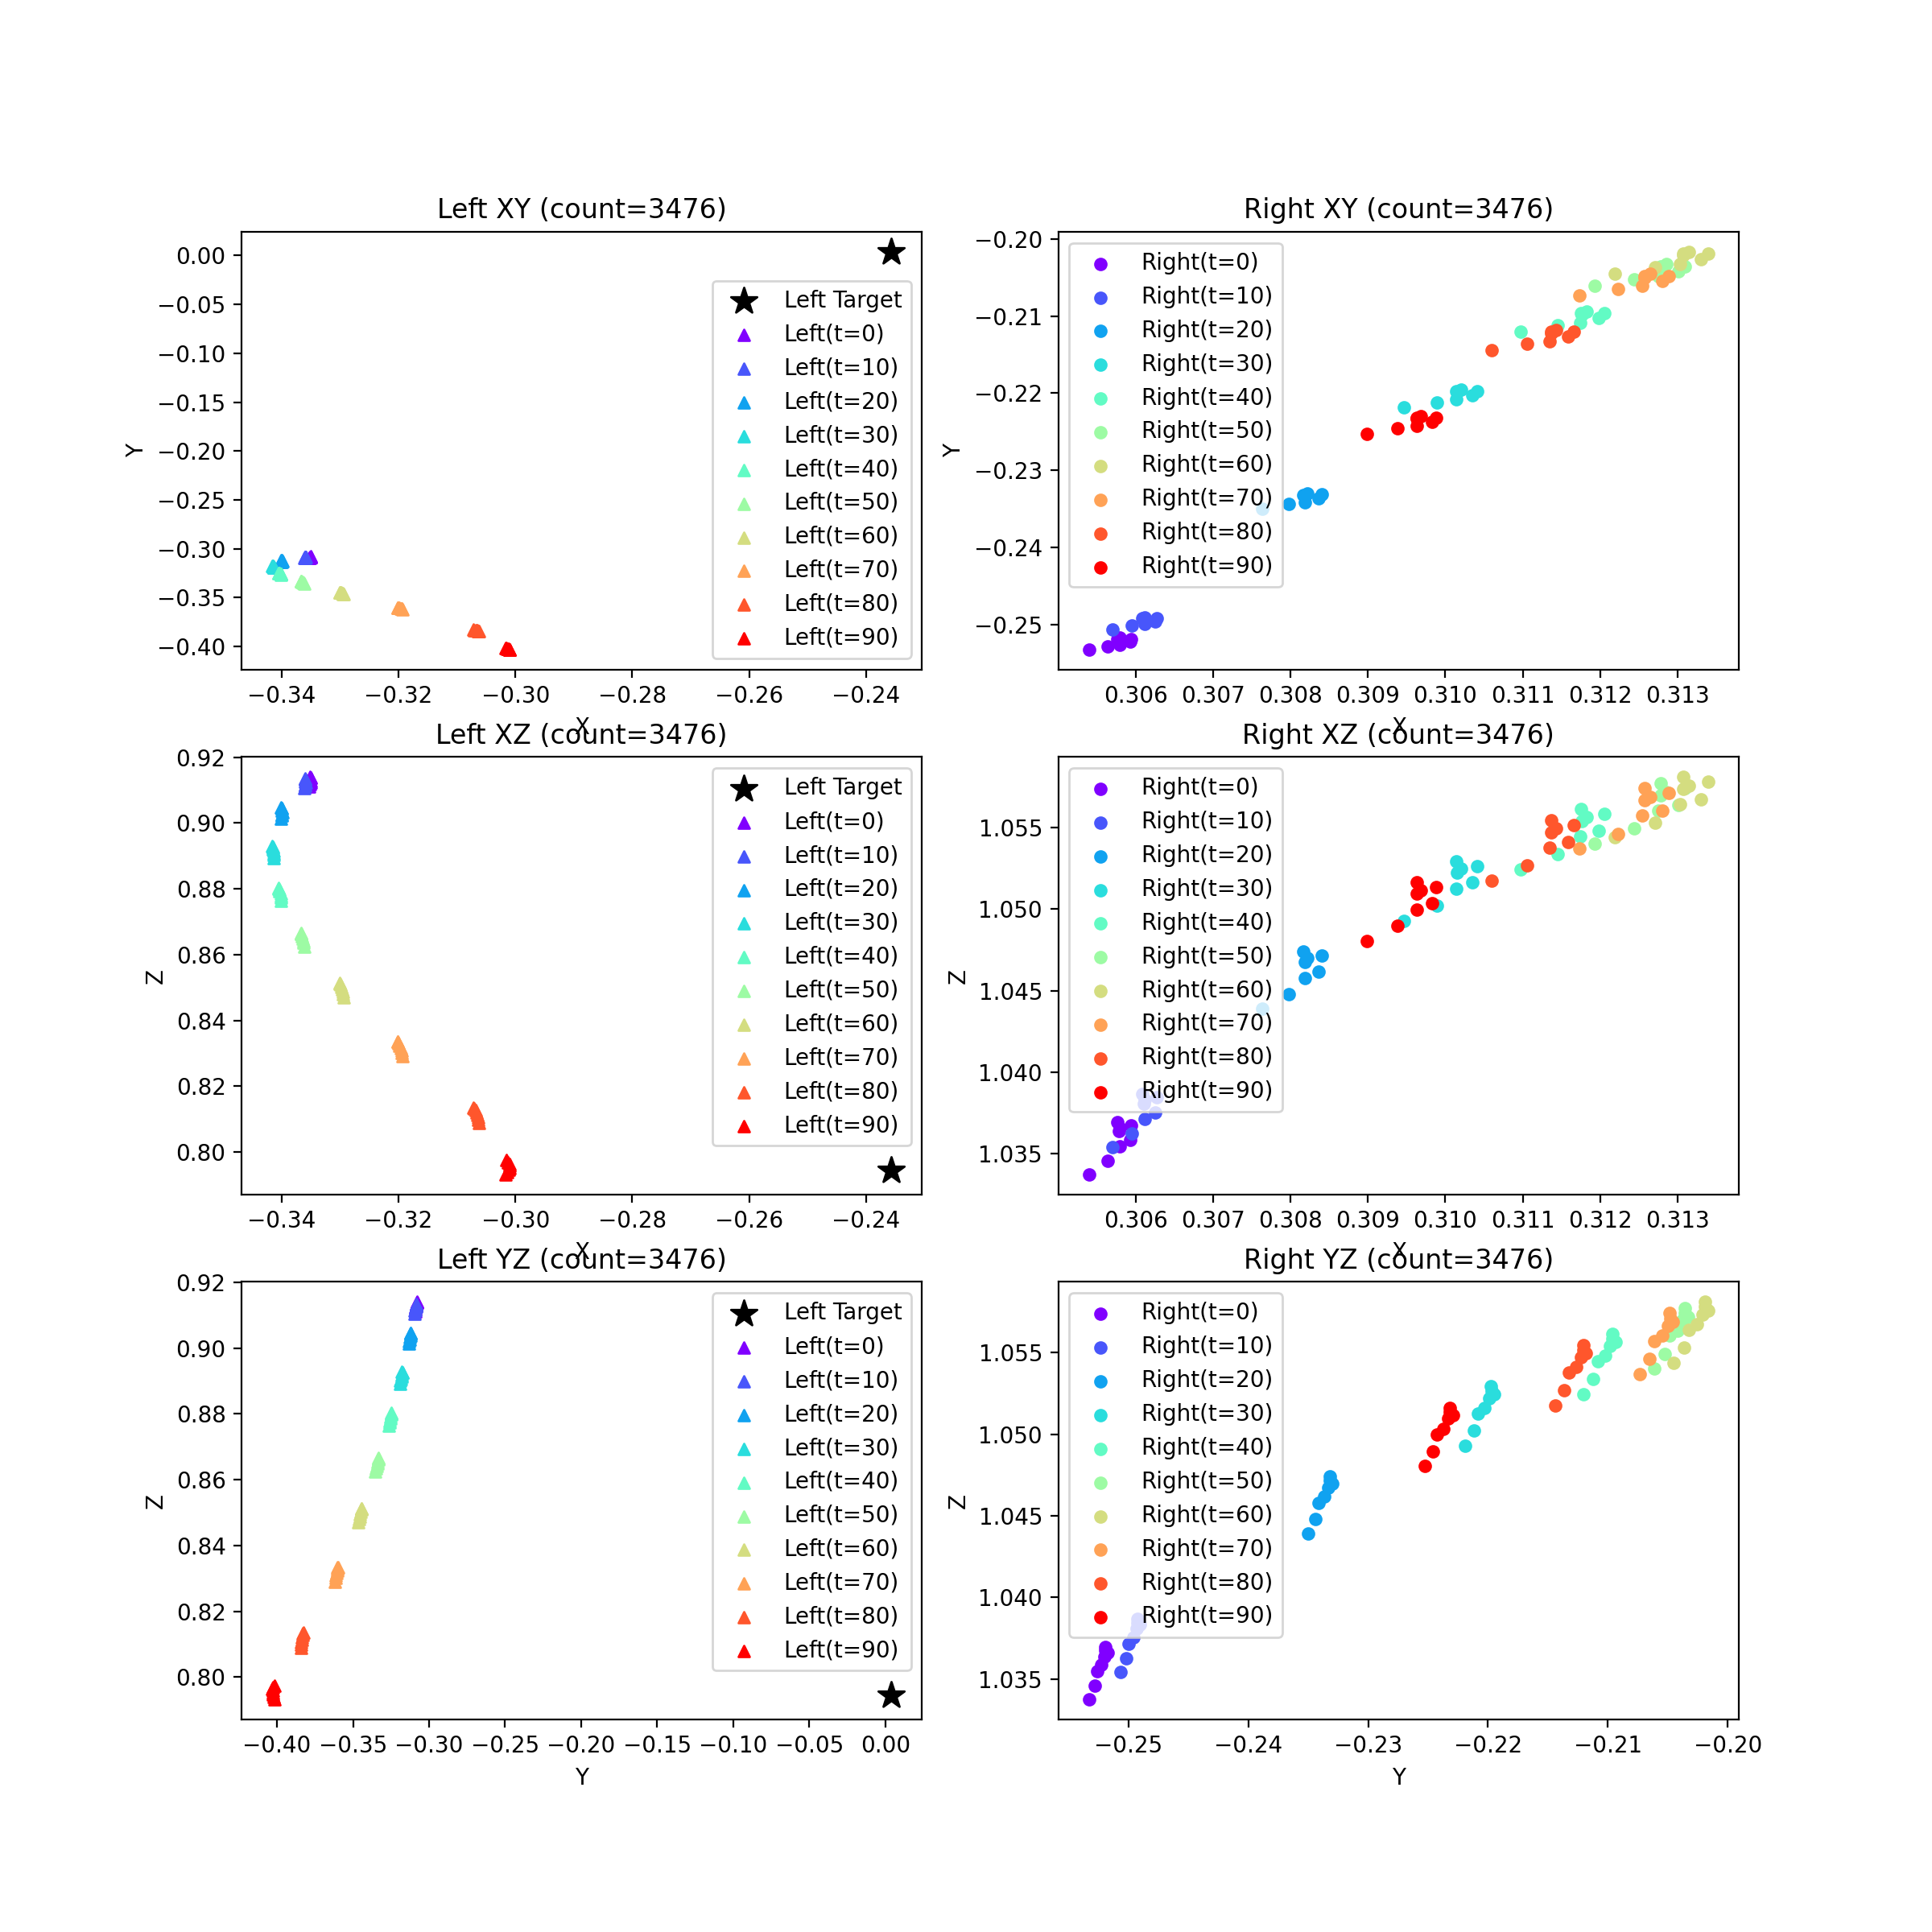 Left XY (count=3476)
Y
0.00
−0.05
−0.10
−0.15
−0.20
−0.25
−0.30
−0.35
−0.40
Left Target
Left(t=0)
Left(t=10)
Left(t=20)
Left(t=30)
Left(t=40)
Left(t=50)
Left(t=60)
Left(t=70)
Left(t=80)
Left(t=90)
−0.34 −0.32 −0.30 −0.28 −0.26 −0.24
X
Right XY (count=3476)
Y
−0.20
−0.21
−0.22
−0.23
−0.24
−0.25
Right(t=0)
Right(t=10)
Right(t=20)
Right(t=30)
Right(t=40)
Right(t=50)
Right(t=60)
Right(t=70)
Right(t=80)
Right(t=90)
0.306 0.307 0.308 0.309 0.310 0.311 0.312 0.313
X
Left XZ (count=3476)
Z
0.92
0.90
0.88
0.86
0.84
0.82
0.80
Left Target
Left(t=0)
Left(t=10)
Left(t=20)
Left(t=30)
Left(t=40)
Left(t=50)
Left(t=60)
Left(t=70)
Left(t=80)
Left(t=90)
−0.34 −0.32 −0.30 −0.28 −0.26 −0.24
X
Right XZ (count=3476)
Z
1.055
1.050
1.045
1.040
1.035
Right(t=0)
Right(t=10)
Right(t=20)
Right(t=30)
Right(t=40)
Right(t=50)
Right(t=60)
Right(t=70)
Right(t=80)
Right(t=90)
0.306 0.307 0.308 0.309 0.310 0.311 0.312 0.313
X
Left YZ (count=3476)
Z
0.92
0.90
0.88
0.86
0.84
0.82
0.80
Left Target
Left(t=0)
Left(t=10)
Left(t=20)
Left(t=30)
Left(t=40)
Left(t=50)
Left(t=60)
Left(t=70)
Left(t=80)
Left(t=90)
−0.40 −0.35 −0.30 −0.25 −0.20 −0.15 −0.10 −0.05 0.00
Y
Right YZ (count=3476)
Z
1.055
1.050
1.045
1.040
1.035
Right(t=0)
Right(t=10)
Right(t=20)
Right(t=30)
Right(t=40)
Right(t=50)
Right(t=60)
Right(t=70)
Right(t=80)
Right(t=90)
−0.25 −0.24 −0.23 −0.22 −0.21 −0.20
Y